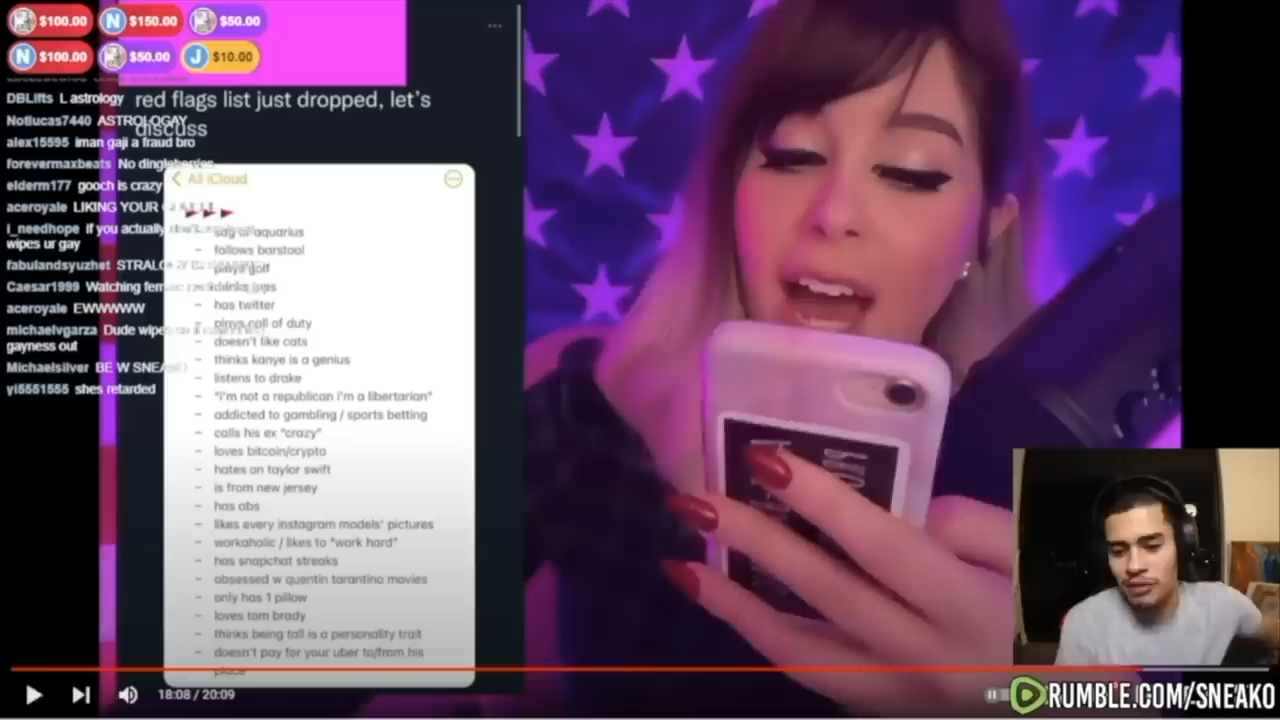 $100.00 $150.00 $50.00
$100.00 $50.00 $10.00
DBLifts L astrology
Notlucas7440 ASTROLOGAY
alex15595 iman gaji a fraud bro
forevermaxbeats No dingleberries
elderm177 gooch is crazy
aceroyale LIKING YOUR
i_needhope if you actually
wipes ur gay
fabulandsyuzhet
Caesar1999 Watching
aceroyale EWWWWW
michaelvgarza Dude wipes
gayness out
Michaelsilver BE W SNEAKO
yi5551555 shes retarded
red flags list just dropped, let's
discuss
All iCloud
- sag or aquarius
- follows barstool
- plays golf
- has twitter
- plays call of duty
- doesn't like cats
- thinks kanye is a genius
- listens to drake
- "i'm not a republican i'm a libertarian"
- addicted to gambling / sports betting
- calls his ex "crazy"
- loves bitcoin/crypto
- hates on taylor swift
- is from new jersey
- has abs
- likes every instagram models' pictures
- workaholic / likes to "work hard"
- has snapchat streaks
- obsessed w quentin tarantino movies
- only has 1 pillow
- loves tom brady
- thinks being tall is a personality trait
- doesn't pay for your uber to/from his
place
18:08 / 20:09
RUMBLE.COM/SNEAKO